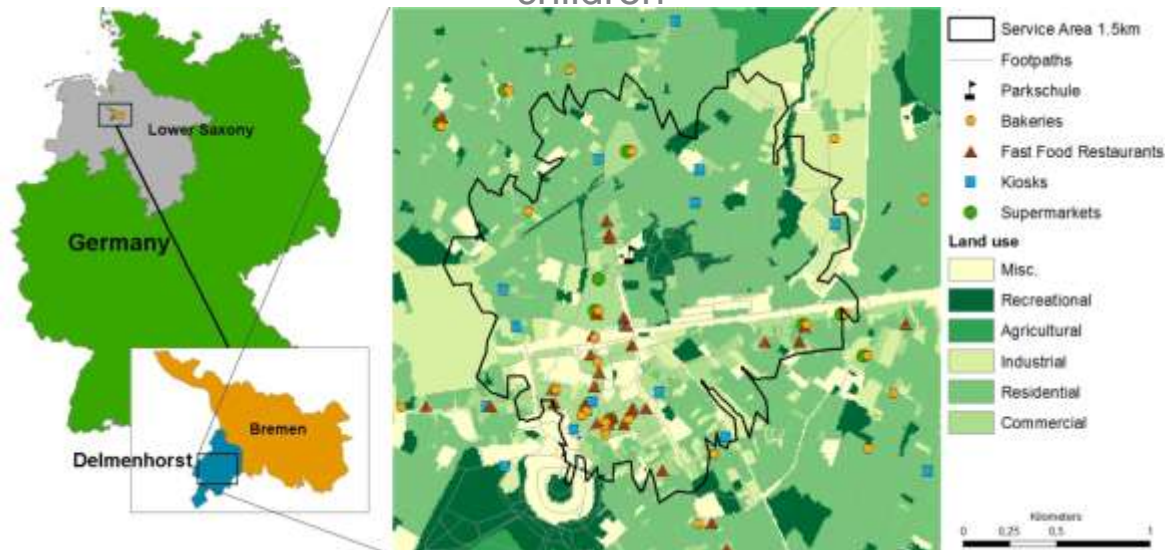 children
Lower Saxony
Germany
Bremen
Delmenhorst
Service Area 1.5km
Footpaths
Parkschule
Bakeries
Fast Food Restaurants
Kiosks
Supermarkets
Land use
Misc.
Recreational
Agricultural
Industrial
Residential
Commercial
Kilometers
0 0,25 0,5 1